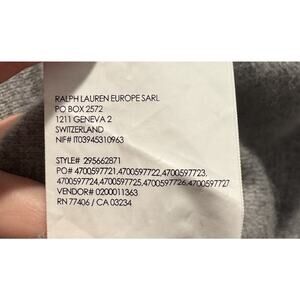 RALPH LAUREN EUROPE SARL
PO BOX 2572
1211 GENEVA 2
SWITZERLAND
NIF# IT03945310963
STYLE# 295662871
PO# 4700597721,4700597722,4700597723,
4700597724,4700597725,4700597726,4700597727
VENDOR# 0200011363
RN 77406 / CA 03234